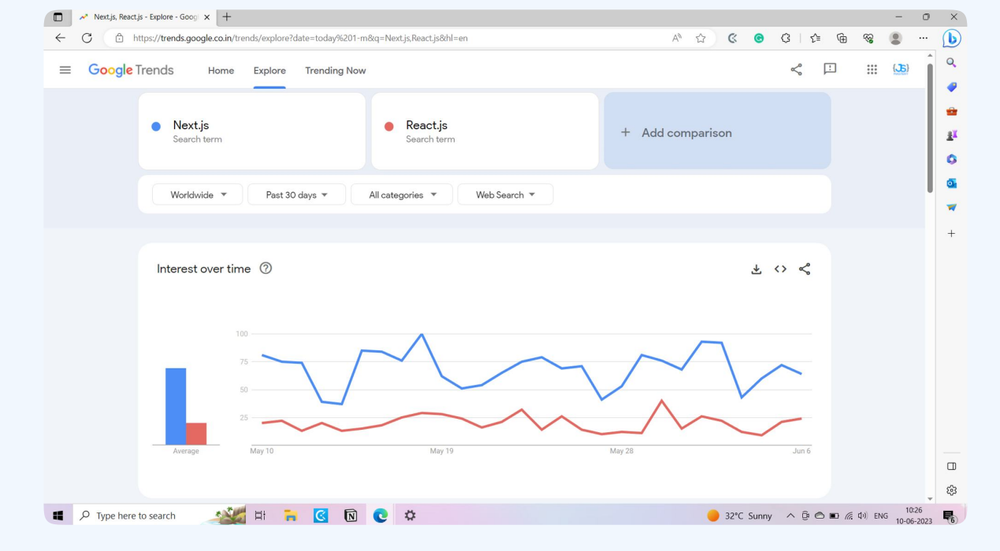 Next.js, React.js - Explore - Goog
https://trends.google.co.in/trends/explore?date=today%201-m&q=Next.js,React.js&hl=en
Google Trends Home Explore Trending Now
Next.js
Search term
React.js
Search term
+ Add comparison
Worldwide Past 30 days All categories Web Search
Interest over time
100
75
50
25
Average May 10 May 19 May 28 Jun 6
Type here to search
32°C Sunny ENG
10:26
10-06-2023
6